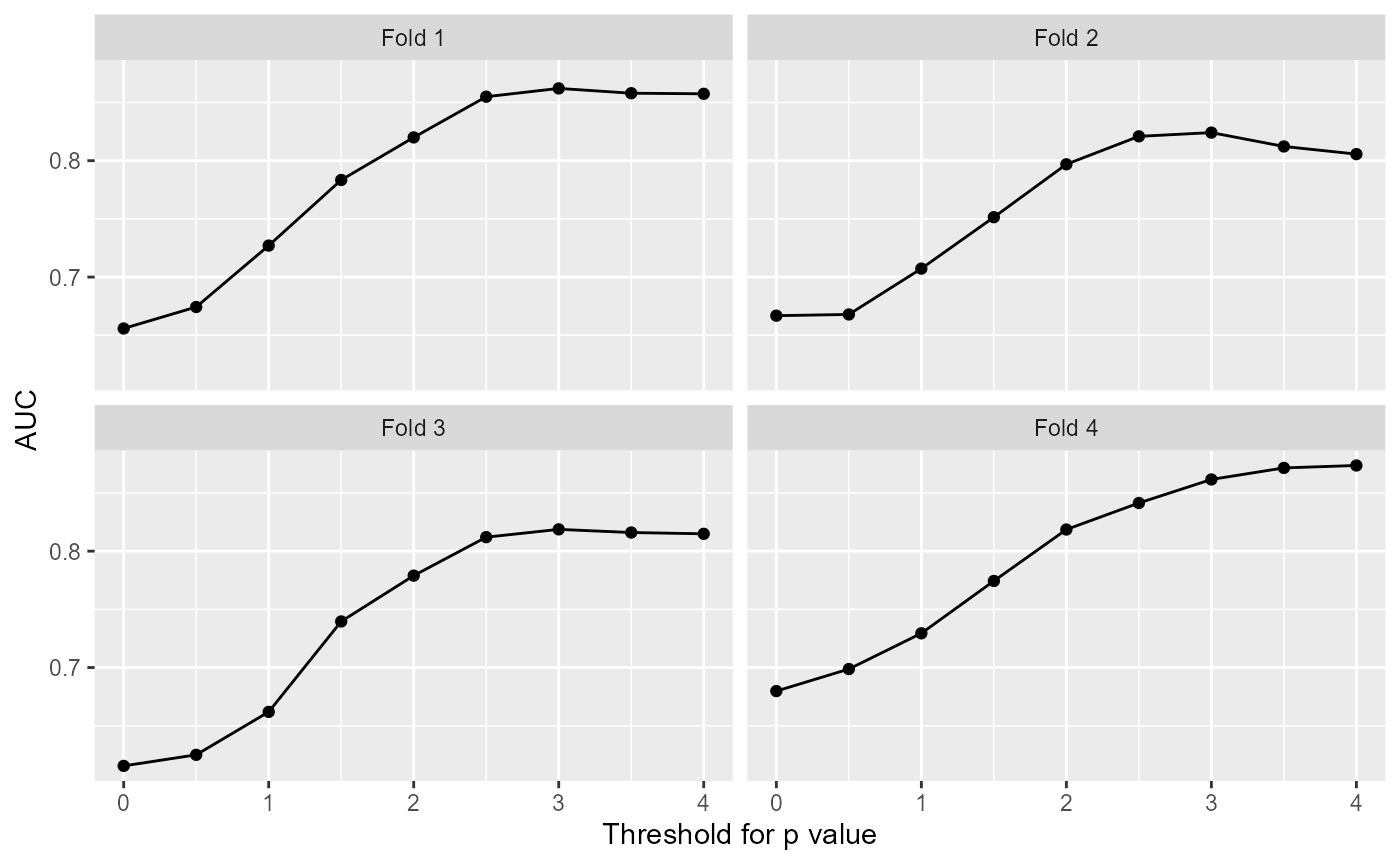 Fold 1
Fold 2
0.8
0.7
AUC
Fold 3
Fold 4
0.8
0.7
0 1 2 3 4
0 1 2 3 4
Threshold for p value